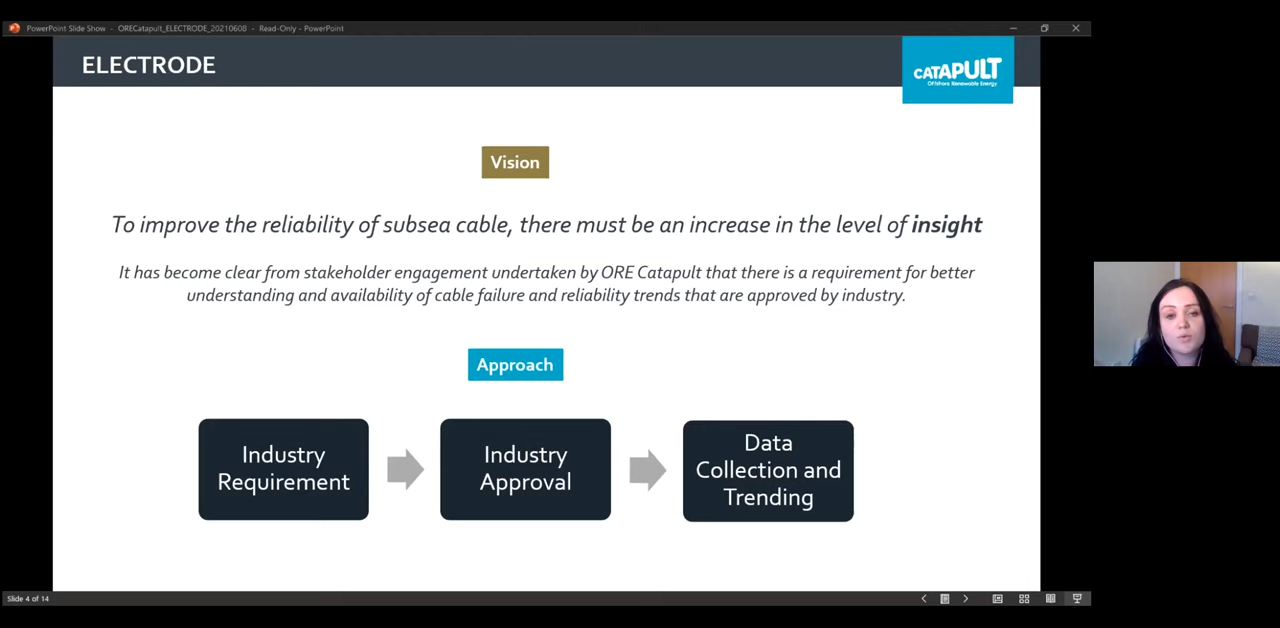 PowerPoint Slide Show - ORECatapult_ELECTRODE_20210608 - Read-Only - PowerPoint
ELECTRODE
CATAPULT
Offshore Renewable Energy
Vision
To improve the reliability of subsea cable, there must be an increase in the level of insight
It has become clear from stakeholder engagement undertaken by ORE Catapult that there is a requirement for better
understanding and availability of cable failure and reliability trends that are approved by industry.
Approach
Industry
Requirement
Industry
Approval
Data
Collection and
Trending
Slide 4 of 14